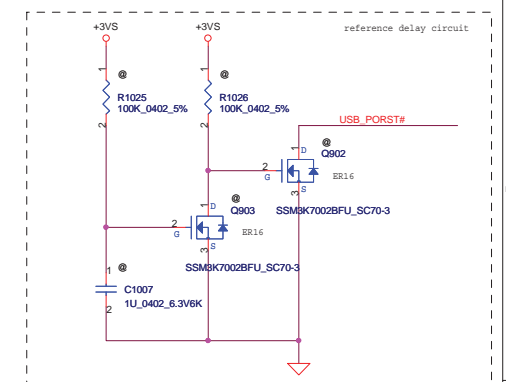 +3VS
+3VS
reference delay circuit
1
@
R1025
100K_0402_5%
2
1
@
R1026
100K_0402_5%
2
USB_PORST#
@
Q902
1
D
2
G
ER16
3
S
SSM3K7002BFU_SC70-3
@
Q903
1
D
2
G
ER16
3
S
SSM3K7002BFU_SC70-3
1
@
C1007
1U_0402_6.3V6K
2